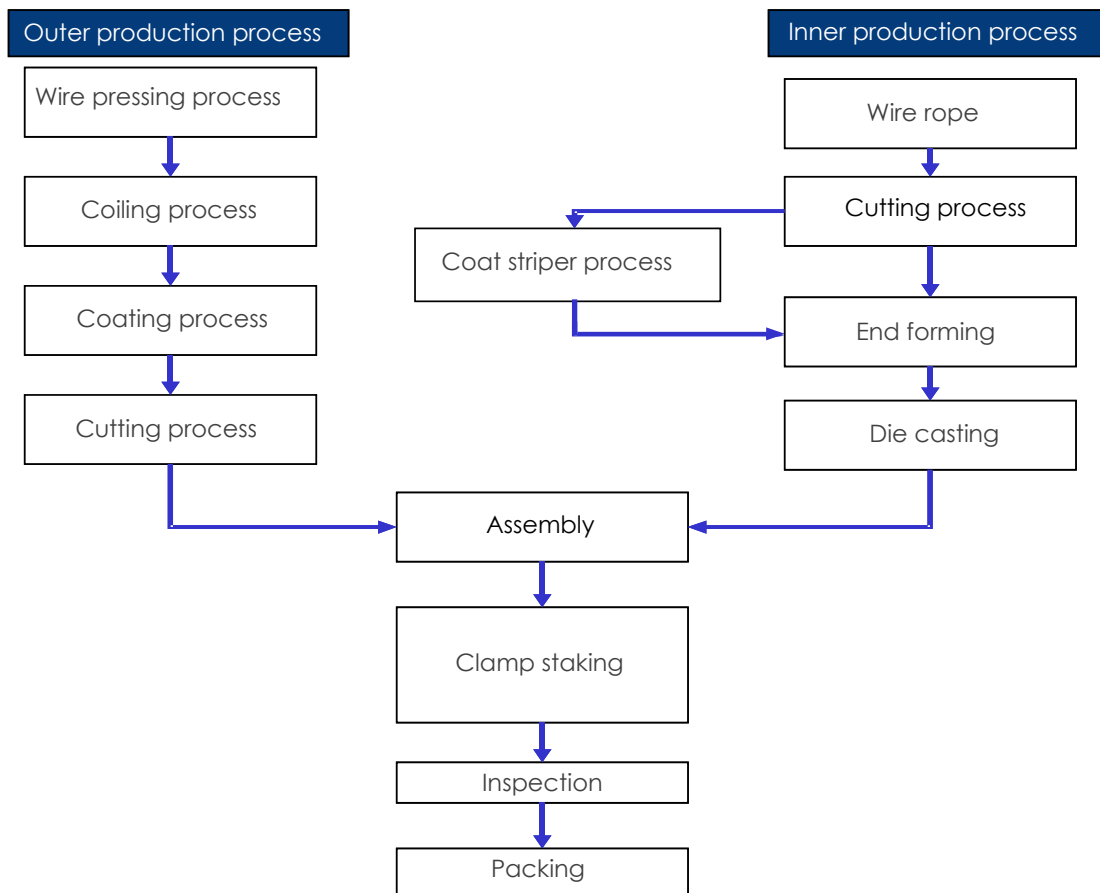 Outer production process
Inner production process
Wire pressing process
Wire rope
Coiling process
Cutting process
Coat striper process
Coating process
End forming
Cutting process
Die casting
Assembly
Clamp staking
Inspection
Packing